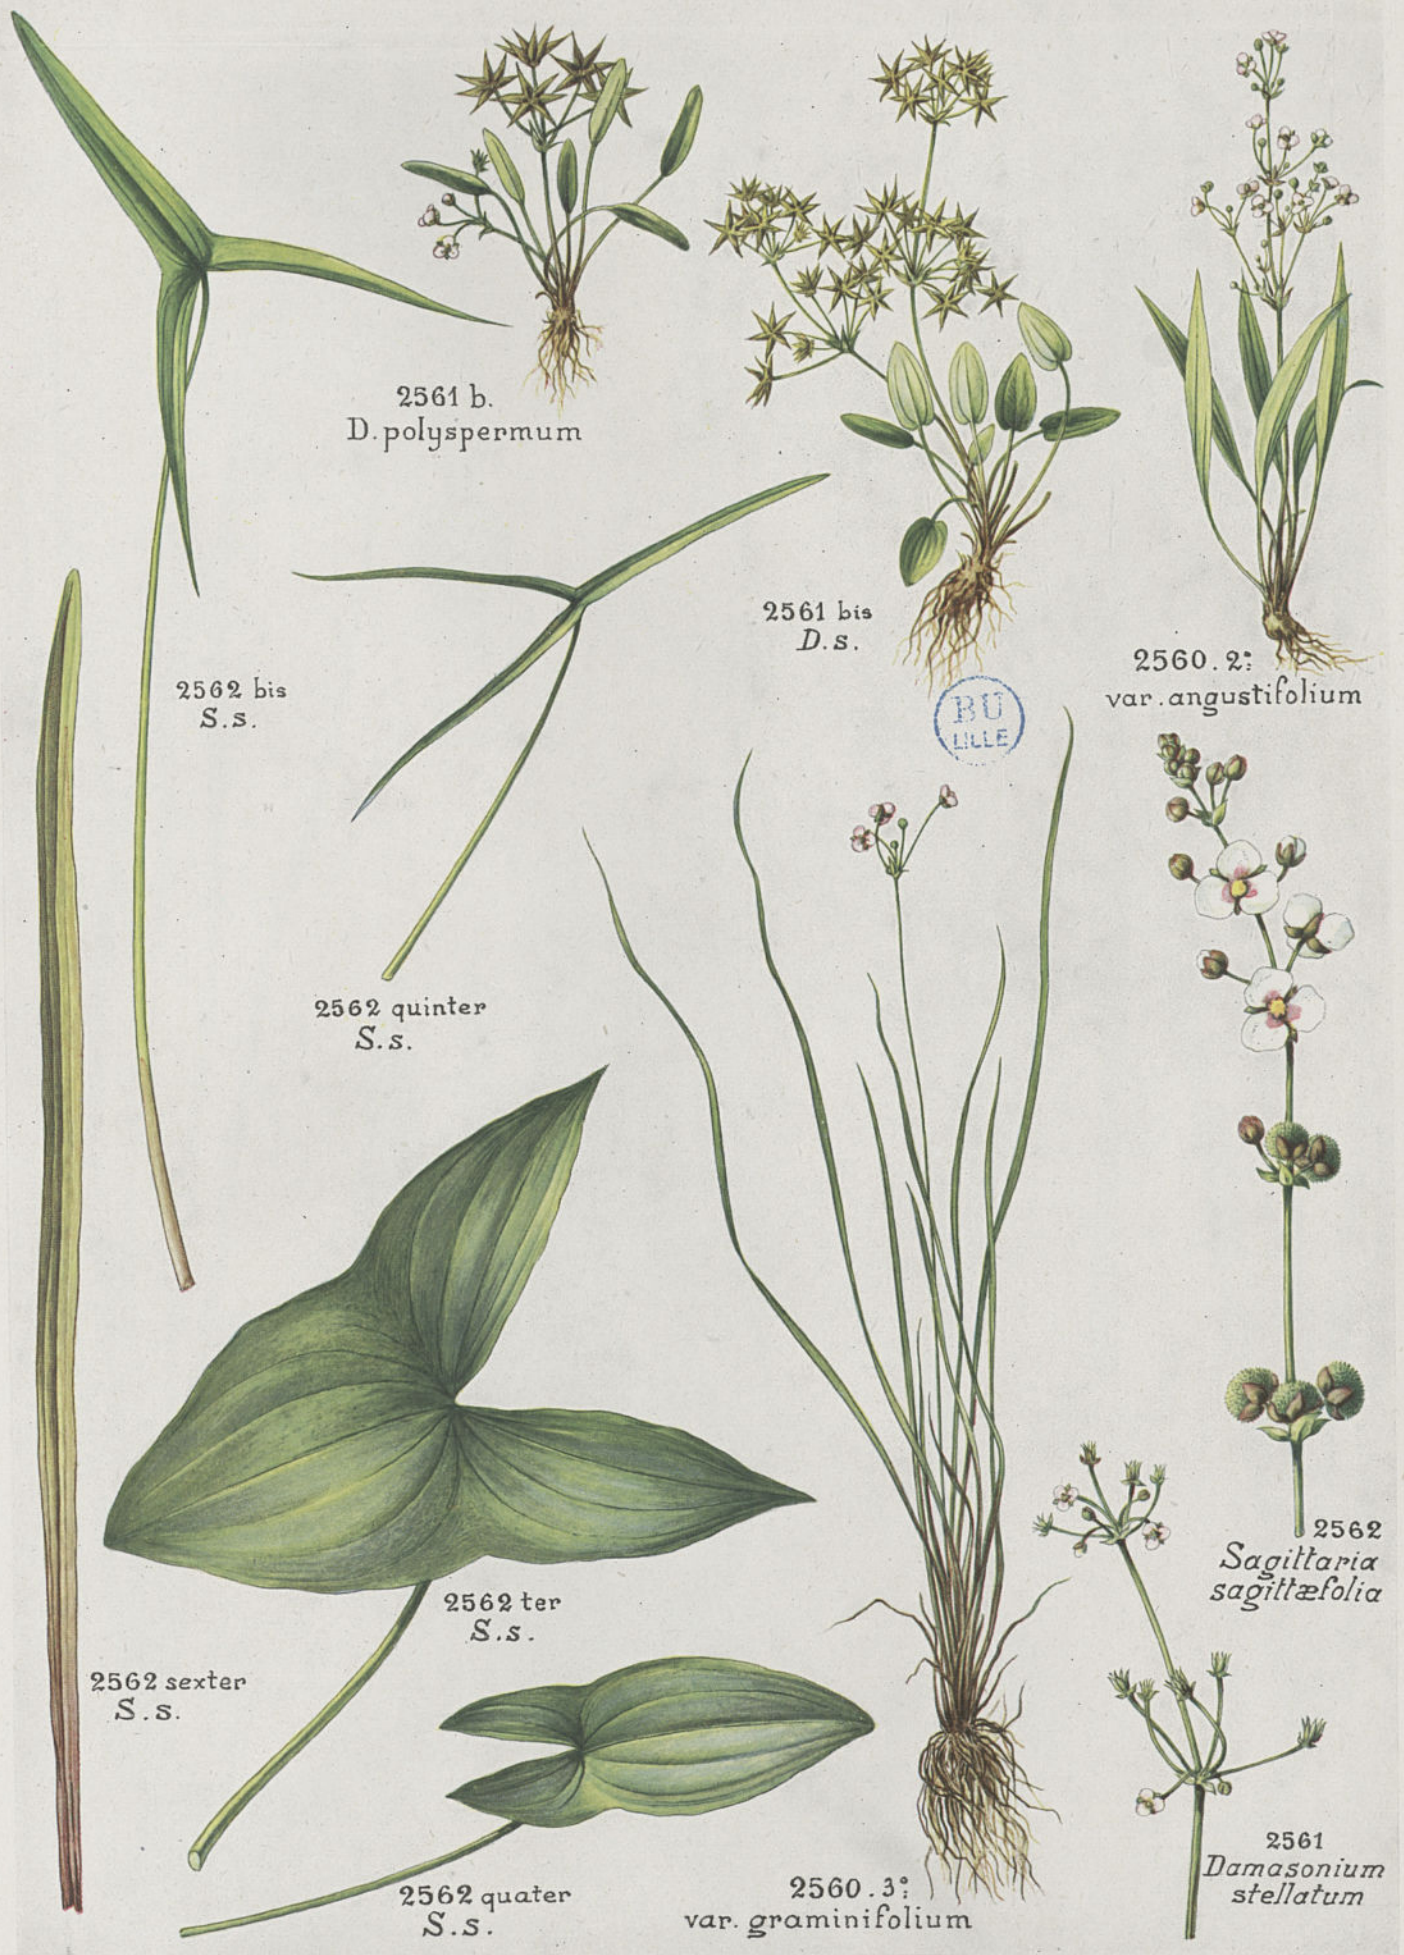 2561 b.
D. polyspermum
2561 bis
D. s.
2560. 2°:
var. angustifolium
2562 bis
S. s.
BU
LILLE
2562 quinter
S. s.
2562
Sagittaria
sagittæfolia
2562 ter
S. s.
2562 sexter
S. s.
2561
Damasonium
stellatum
2562 quater
S. s.
2560. 3°:
var. graminifolium